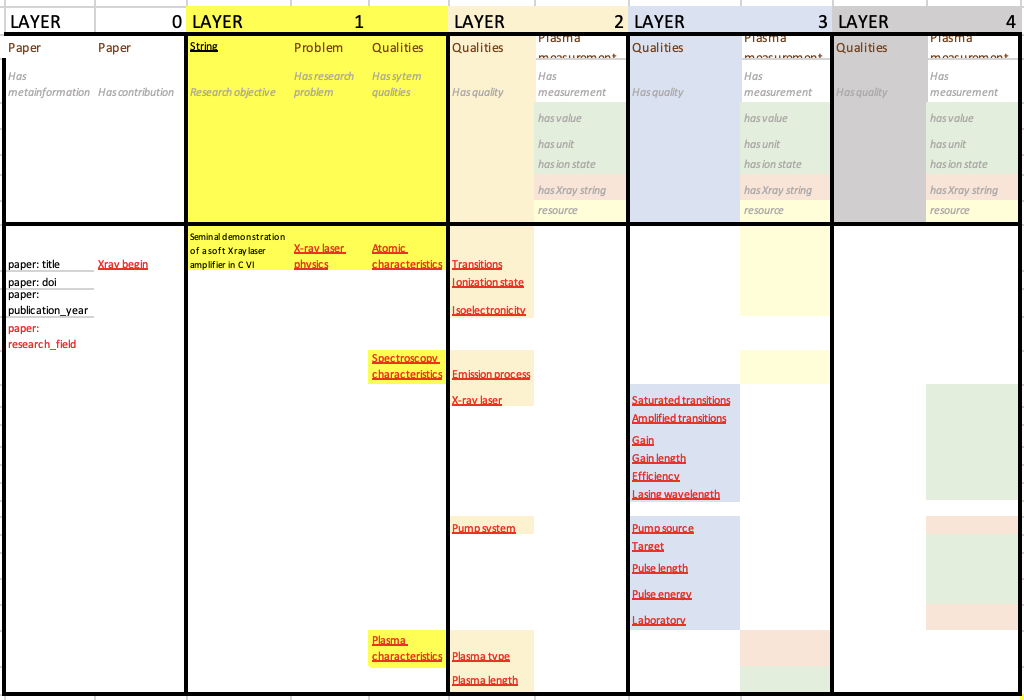 LAYER 0 LAYER 1 LAYER 2 LAYER 3 LAYER 4
Paper Paper String Problem Qualities Qualities Plasma measurement Qualities Plasma measurement Qualities Plasma measurement
Has metainformation Has contribution Research objective Has research problem Has sytem qualities Has quality Has measurement Has quality Has measurement Has quality Has measurement
has value has value has value
has unit has unit has unit
has ion state has ion state has ion state
has Xray string has Xray string has Xray string
resource resource resource
Seminal demonstration
of a soft Xray laser
amplifier in C VI
X-ray laser
physics
Atomic
characteristics
paper: title Xray begin Transitions
paper: doi Ionization state
paper:
publication_year Isoelectronicity
paper:
research_field
Spectroscopy
characteristics Emission process
X-ray laser Saturated transitions
Amplified transitions
Gain
Gain length
Efficiency
Lasing wavelength
Pump system Pump source
Target
Pulse length
Pulse energy
Laboratory
Plasma
characteristics Plasma type
Plasma length